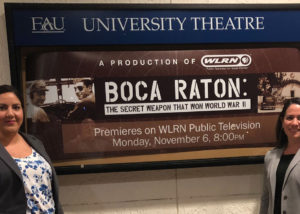 FAU UNIVERSITY THEATRE
A PRODUCTION OF WLRN
BOCA RATON:
THE SECRET WEAPON THAT WON WORLD WAR II
Premieres on WLRN Public Television
Monday, November 6, 8:00PM